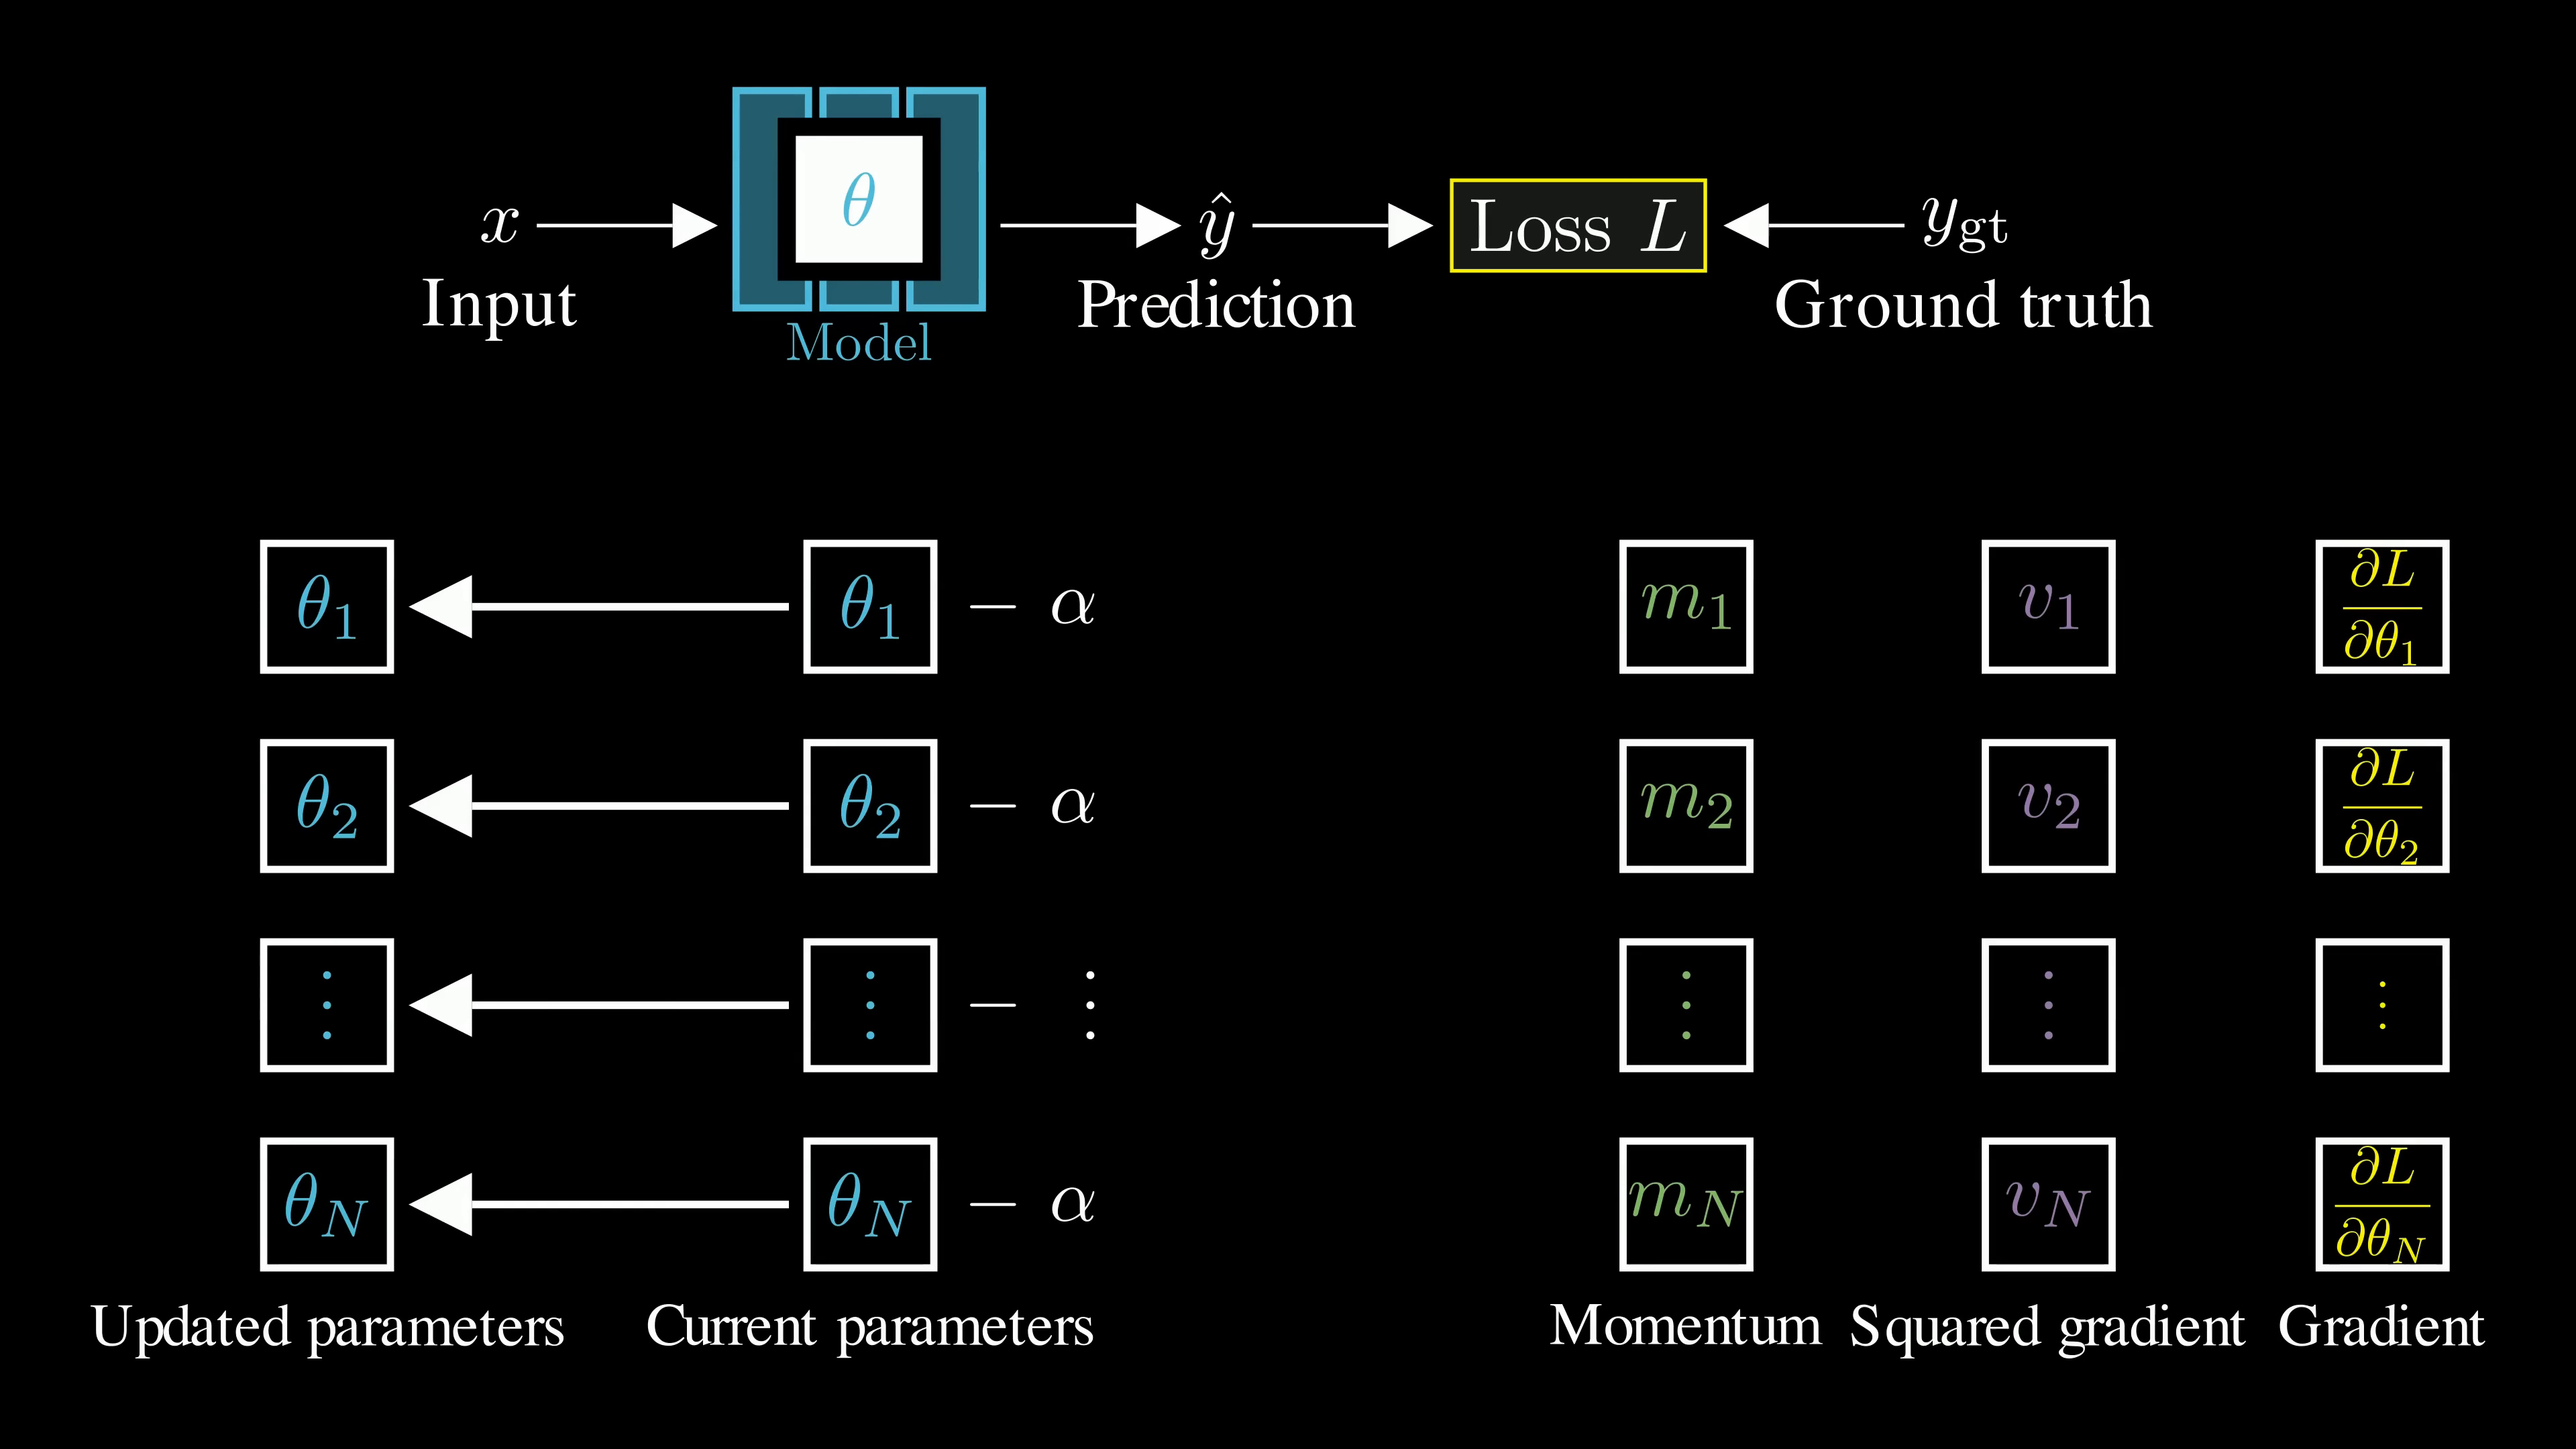 θ
x ŷ Loss L y_gt
Input Model Prediction Ground truth
θ_1 θ_1 − α m_1 v_1 ∂L/∂θ_1
θ_2 θ_2 − α m_2 v_2 ∂L/∂θ_2
⋮ ⋮ − ⋮ ⋮ ⋮ ⋮
θ_N θ_N − α m_N v_N ∂L/∂θ_N
Updated parameters Current parameters Momentum Squared gradient Gradient